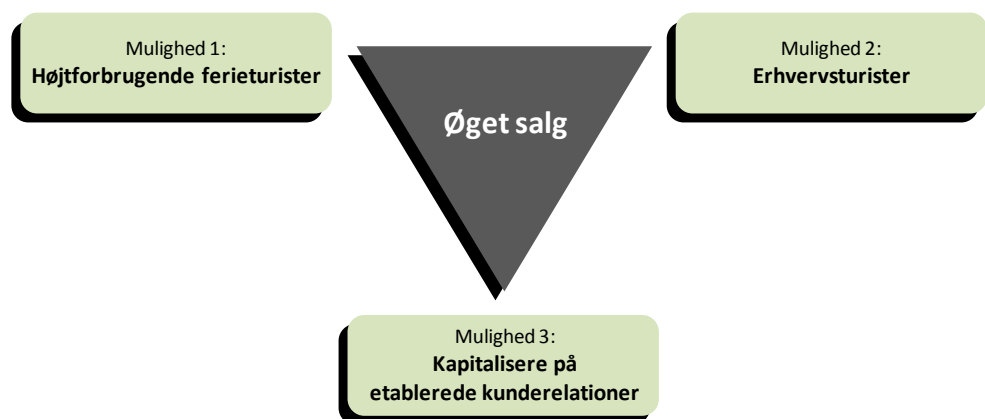 Mulighed 1:
Højtforbrugende ferieturister
Øget salg
Mulighed 2:
Erhvervsturister
Mulighed 3:
Kapitalisere på
etablerede kunderelationer